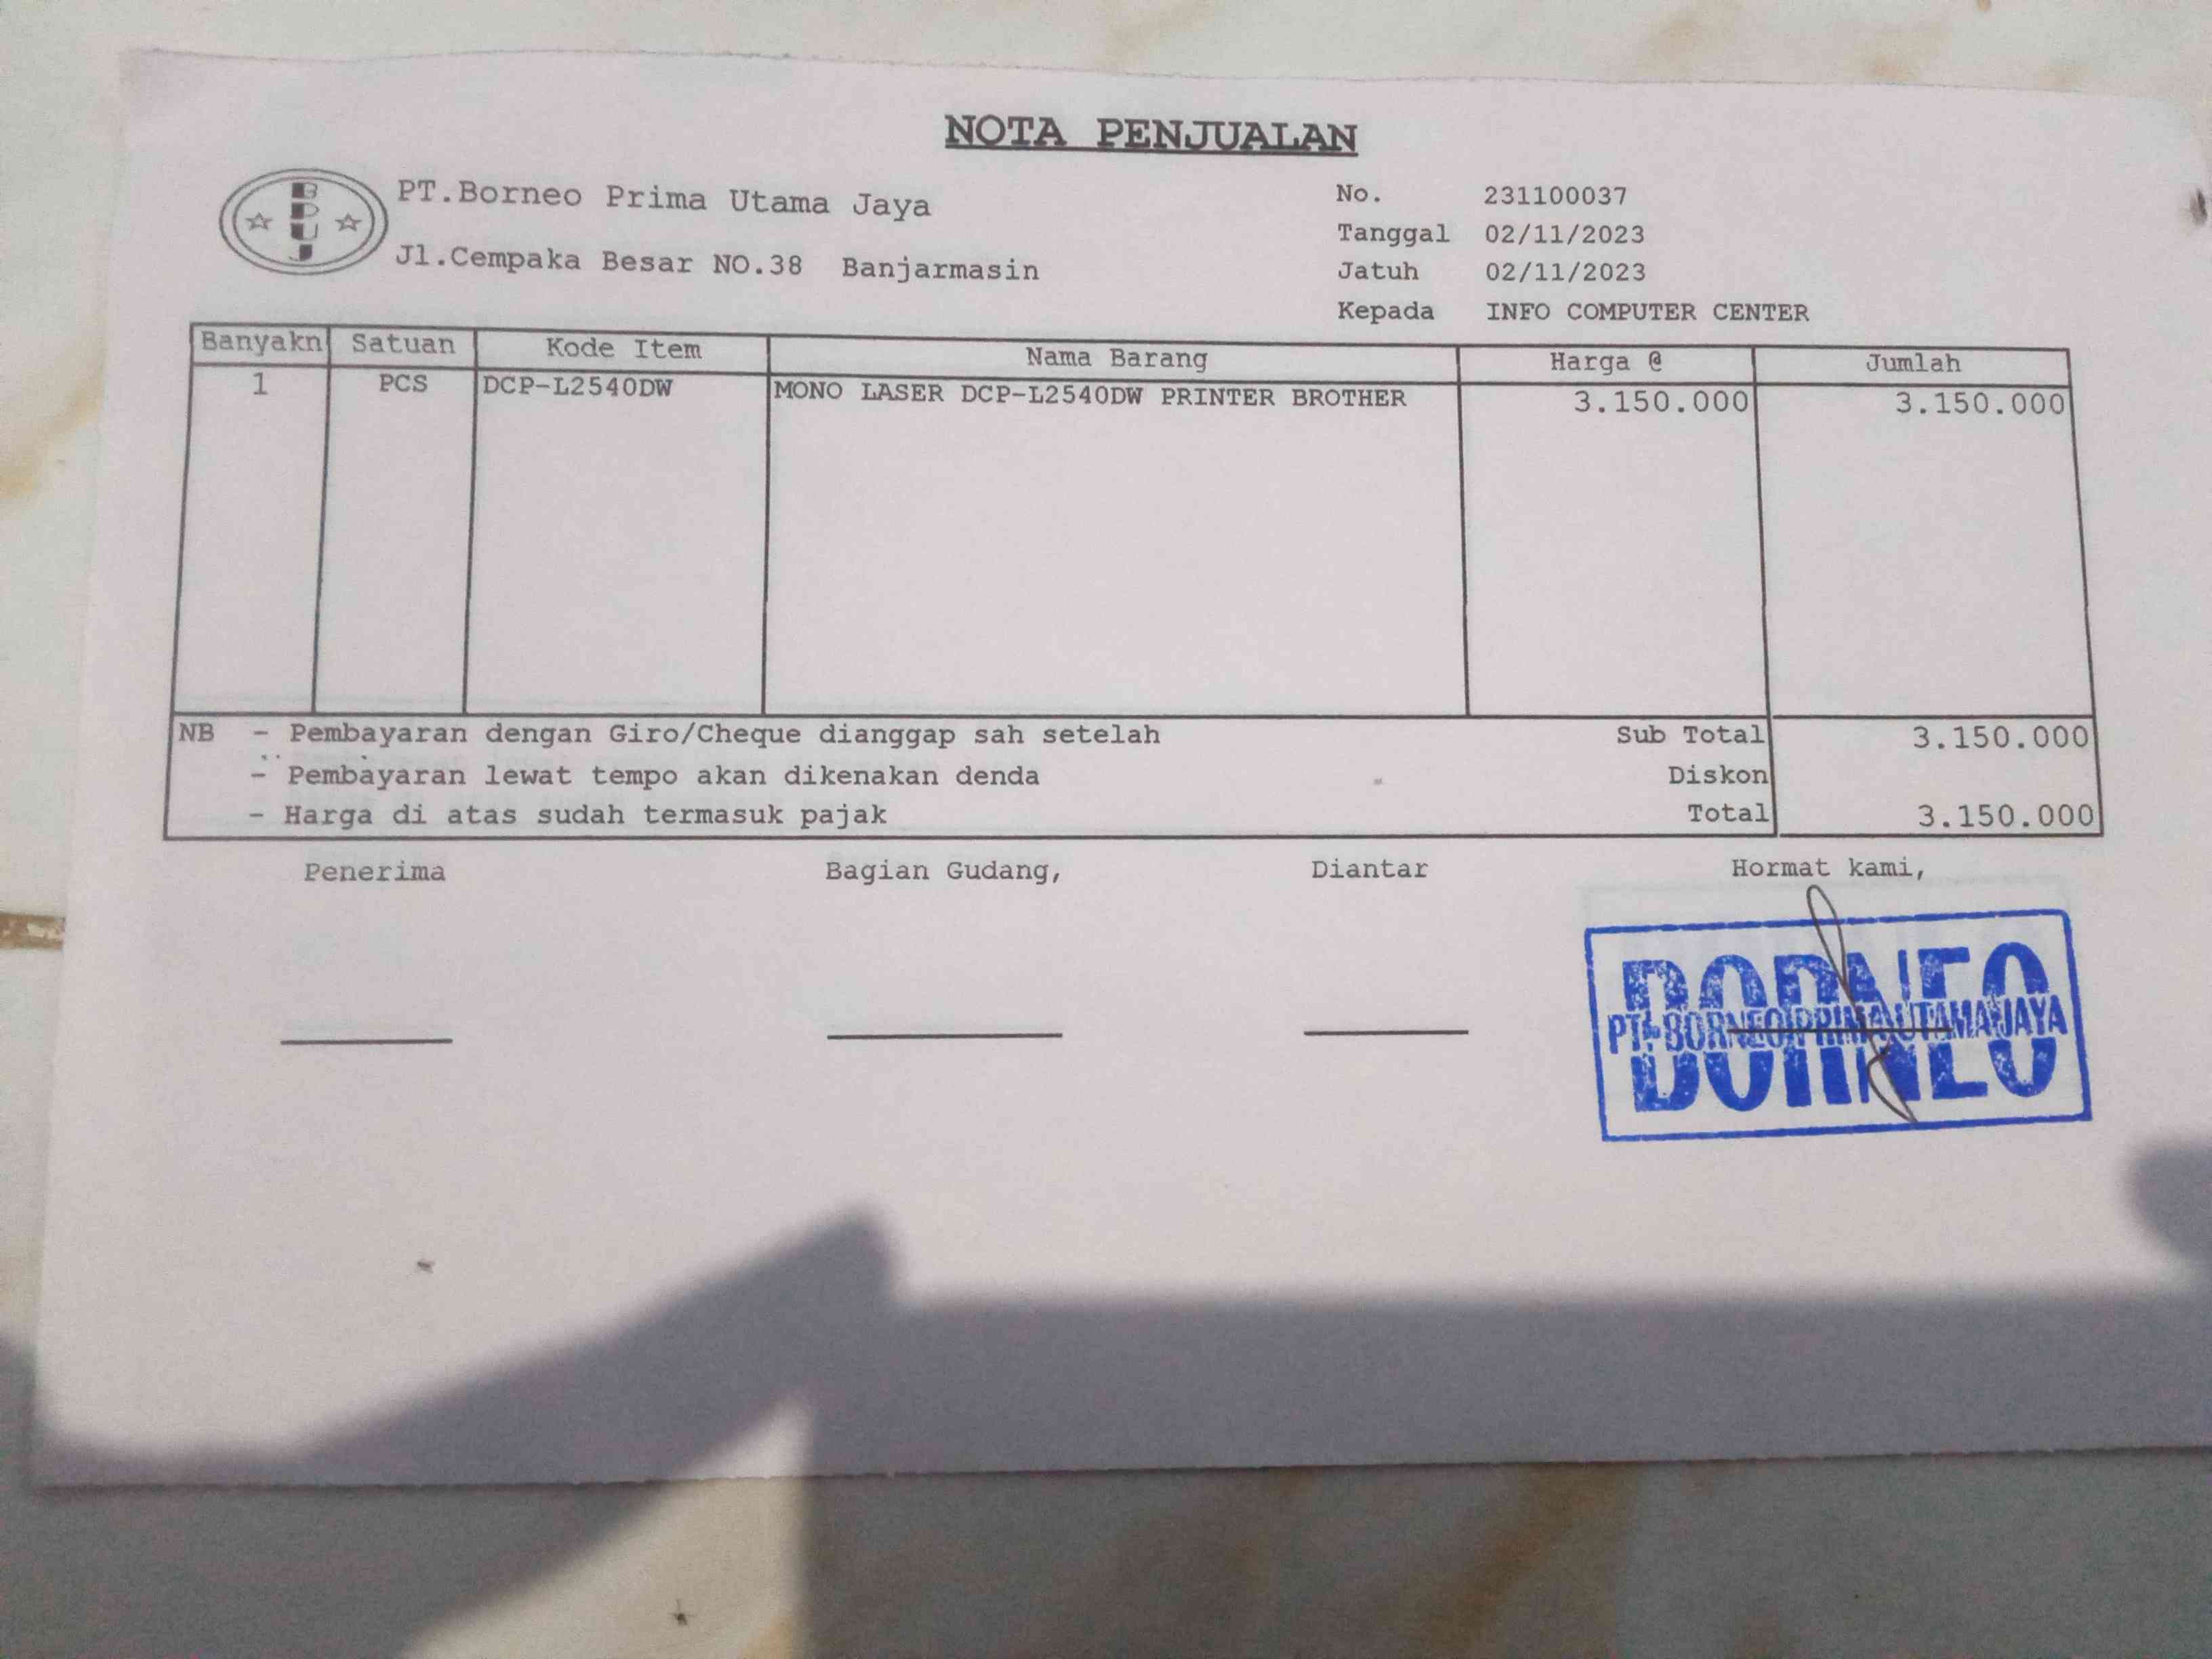 NOTA PENJUALAN
BPUJ
PT.Borneo Prima Utama Jaya
Jl.Cempaka Besar NO.38 Banjarmasin
No. 231100037
Tanggal 02/11/2023
Jatuh 02/11/2023
Kepada INFO COMPUTER CENTER
Banyakn Satuan Kode Item Nama Barang Harga @ Jumlah
1 PCS DCP-L2540DW MONO LASER DCP-L2540DW PRINTER BROTHER 3.150.000 3.150.000
NB - Pembayaran dengan Giro/Cheque dianggap sah setelah Sub Total 3.150.000
- Pembayaran lewat tempo akan dikenakan denda Diskon
- Harga di atas sudah termasuk pajak Total 3.150.000
Penerima Bagian Gudang, Diantar Hormat kami,
BORNEO
PT. BORNEO PRIMA UTAMA JAYA